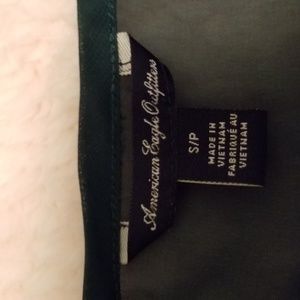 American Eagle Outfitters
S/P
MADE IN
VIETNAM
FABRIQUÉ AU
VIETNAM